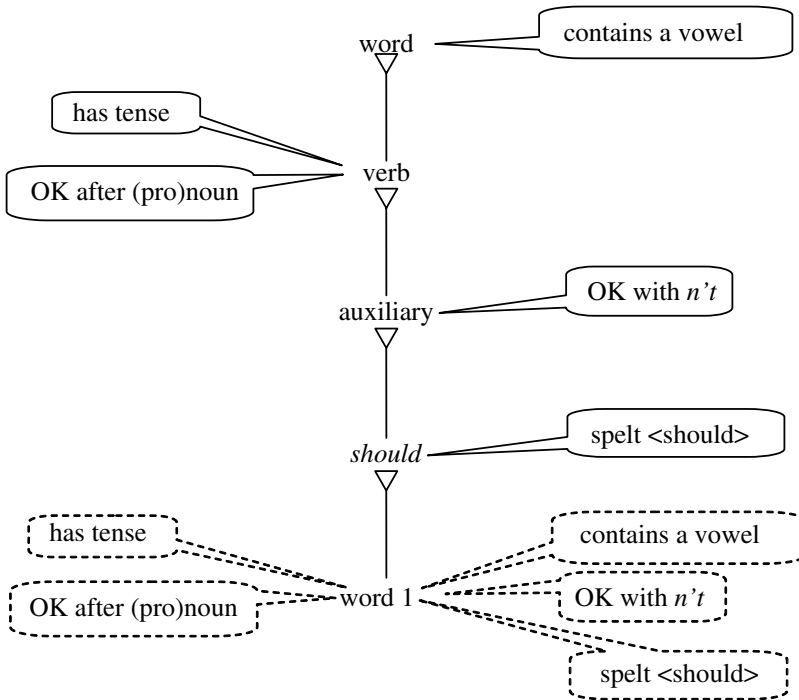 word
contains a vowel
has tense
verb
OK after (pro)noun
auxiliary
OK with n't
should
spelt <should>
has tense
contains a vowel
OK after (pro)noun
word 1
OK with n't
spelt <should>